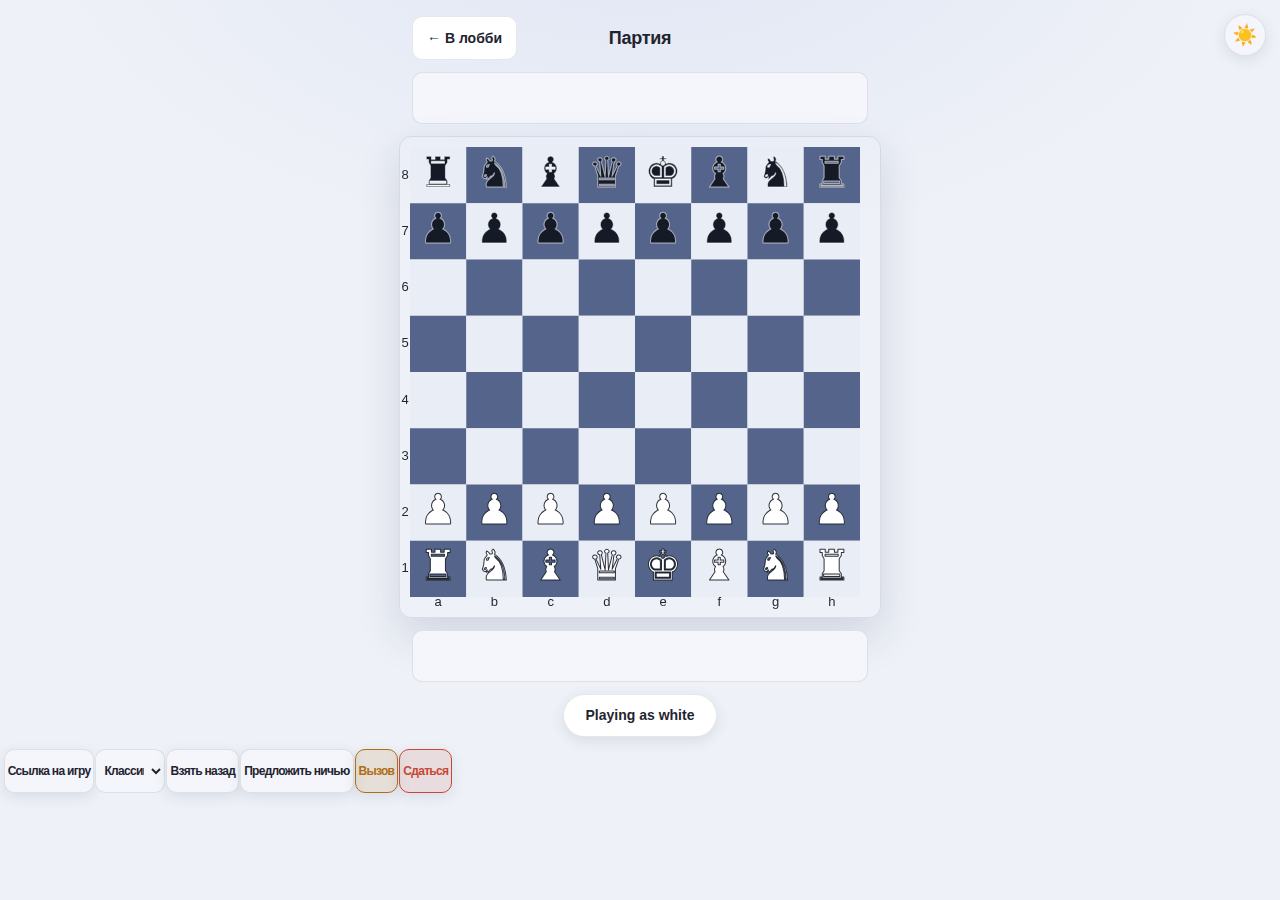 ← В лобби
Партия
8
7
6
5
4
3
2
1
a b c d e f g h
Playing as white
Ссылка на игру Класси Взять назад Предложить ничью Вызов Сдаться